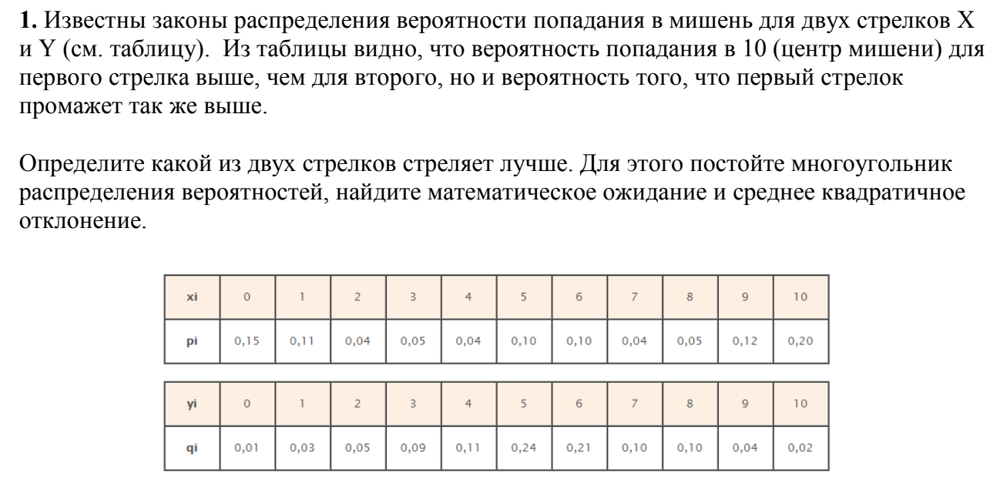 1. Известны законы распределения вероятности попадания в мишень для двух стрелков X
и Y (см. таблицу). Из таблицы видно, что вероятность попадания в 10 (центр мишени) для
первого стрелка выше, чем для второго, но и вероятность того, что первый стрелок
промажет так же выше.
Определите какой из двух стрелков стреляет лучше. Для этого постойте многоугольник
распределения вероятностей, найдите математическое ожидание и среднее квадратичное
отклонение.
xi 0 1 2 3 4 5 6 7 8 9 10
pi 0,15 0,11 0,04 0,05 0,04 0,10 0,10 0,04 0,05 0,12 0,20
yi 0 1 2 3 4 5 6 7 8 9 10
qi 0,01 0,03 0,05 0,09 0,11 0,24 0,21 0,10 0,10 0,04 0,02